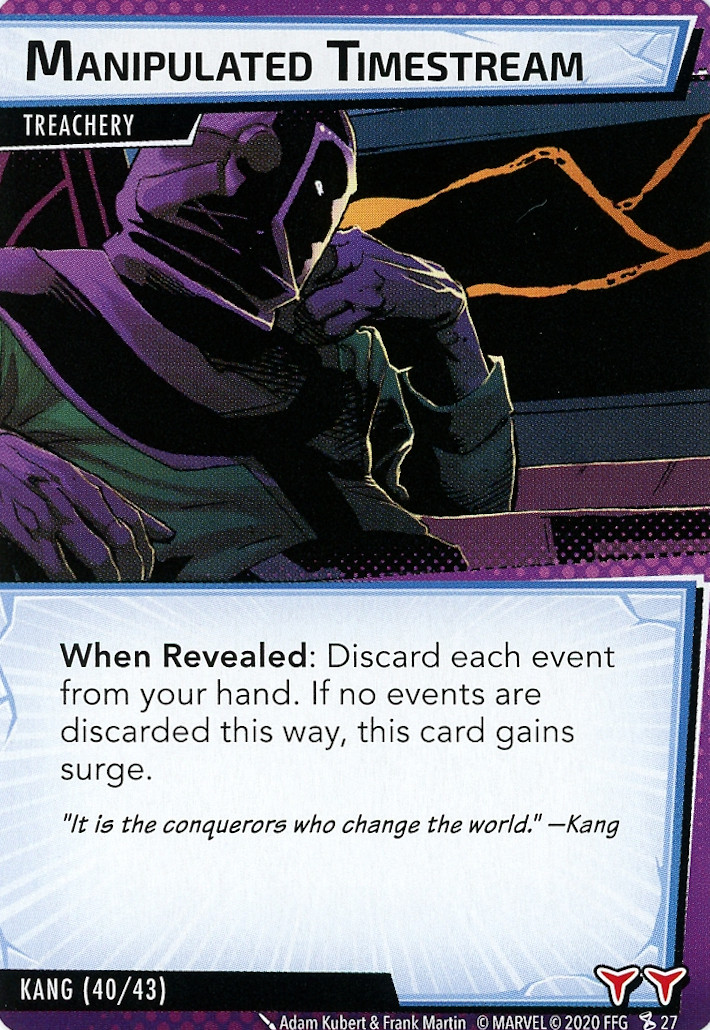 MANIPULATED TIMESTREAM
TREACHERY
When Revealed: Discard each event
from your hand. If no events are
discarded this way, this card gains
surge.
"It is the conquerors who change the world." —Kang
KANG (40/43)
Adam Kubert & Frank Martin © MARVEL © 2020 FFG 27